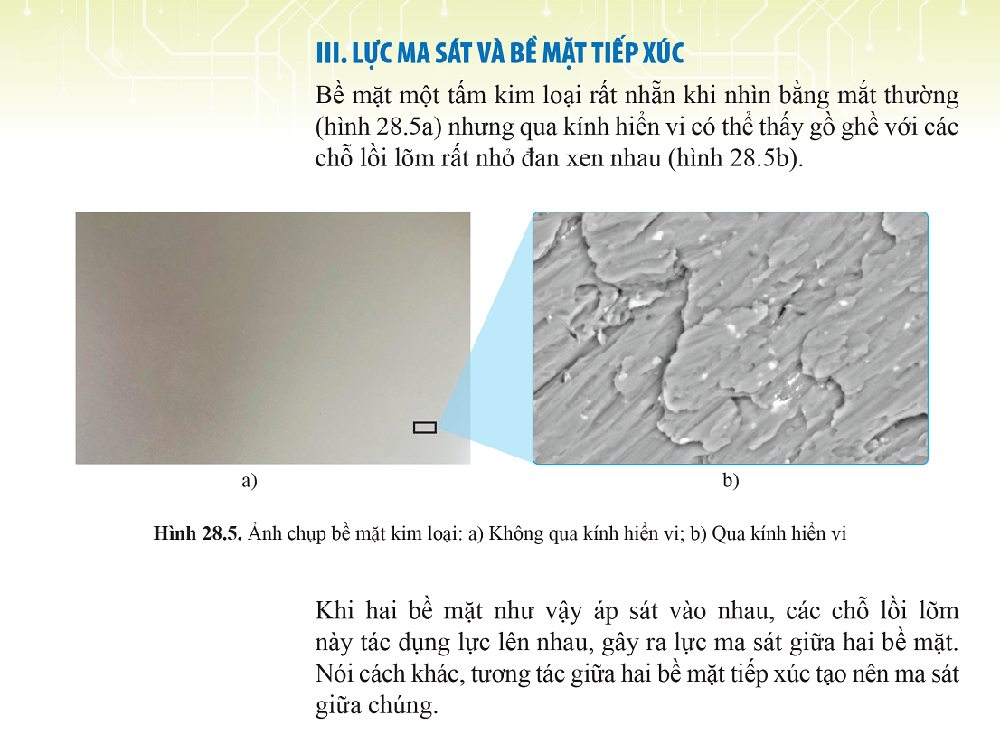 III. LỰC MA SÁT VÀ BỀ MẶT TIẾP XÚC
Bề mặt một tấm kim loại rất nhẵn khi nhìn bằng mắt thường
(hình 28.5a) nhưng qua kính hiển vi có thể thấy gồ ghề với các
chỗ lồi lõm rất nhỏ đan xen nhau (hình 28.5b).
a)
b)
Hình 28.5. Ảnh chụp bề mặt kim loại: a) Không qua kính hiển vi; b) Qua kính hiển vi
Khi hai bề mặt như vậy áp sát vào nhau, các chỗ lồi lõm
này tác dụng lực lên nhau, gây ra lực ma sát giữa hai bề mặt.
Nói cách khác, tương tác giữa hai bề mặt tiếp xúc tạo nên ma sát
giữa chúng.